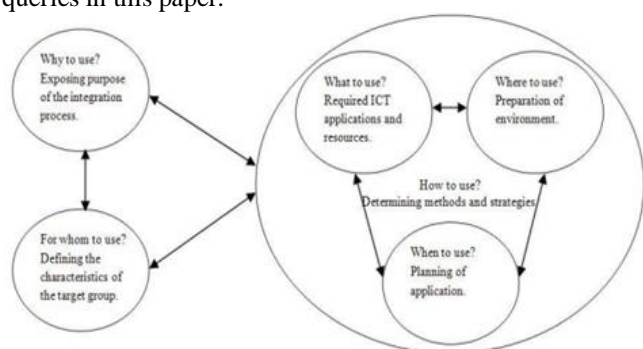 queries in this paper.
Why to use?
Exposing purpose
of the integration
process.
For whom to use?
Defining the
characteristics of
the target group.
What to use?
Required ICT
applications and
resources.
Where to use?
Preparation of
environment.
How to use?
Determining methods and strategies
When to use?
Planning of
application.